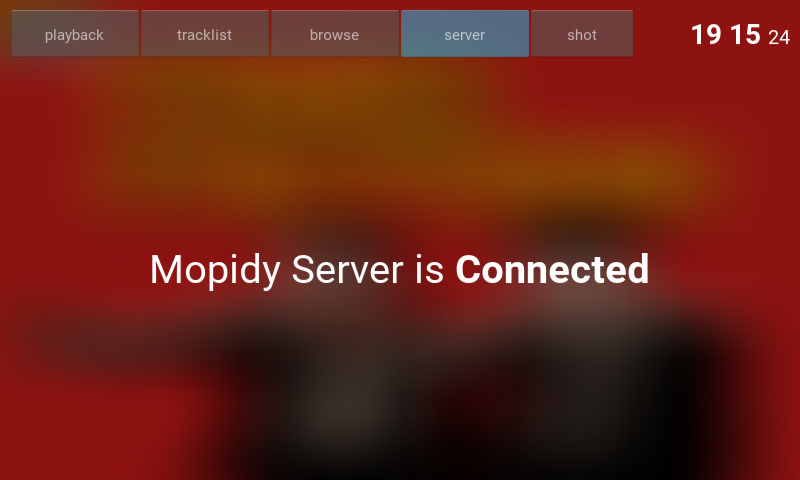 playback tracklist browse server shot 19 15 24
Mopidy Server is Connected